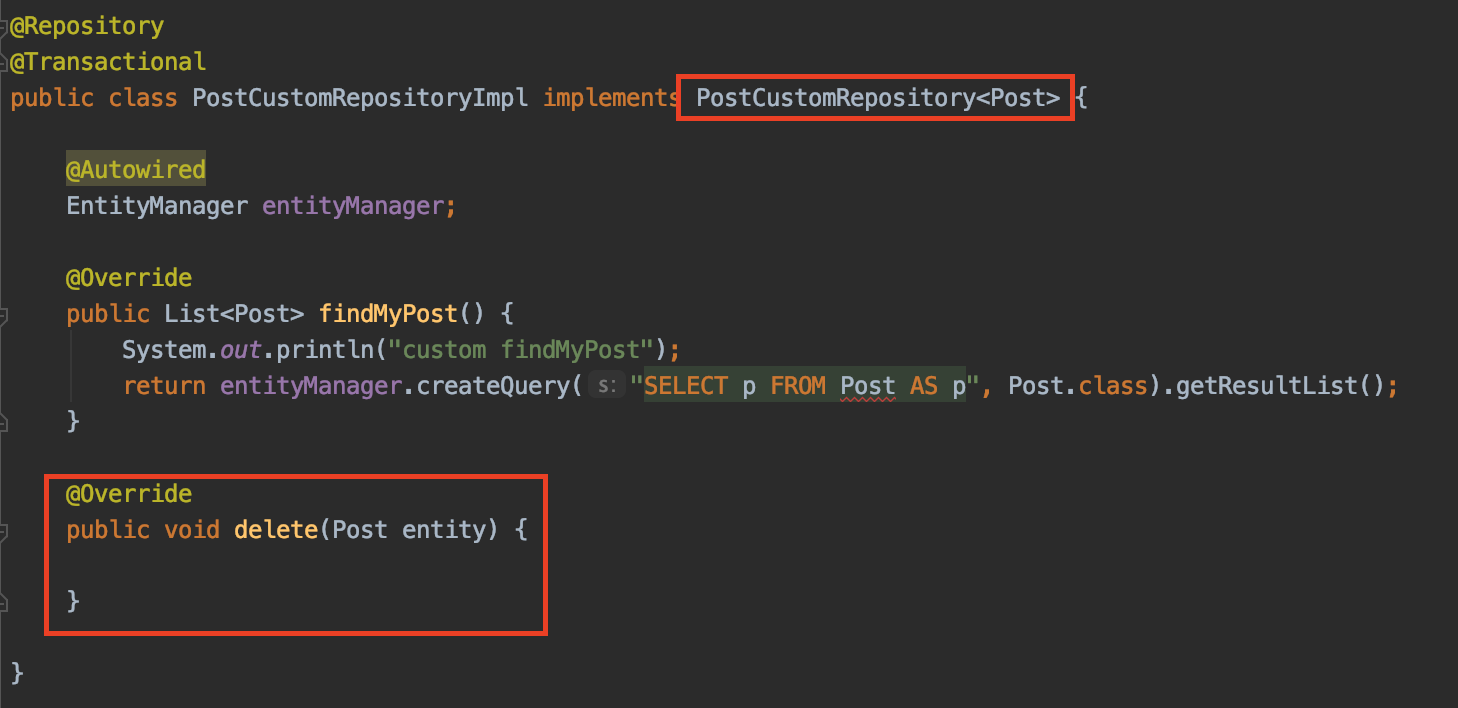 @Repository
@Transactional
public class PostCustomRepositoryImpl implements PostCustomRepository<Post> {
@Autowired
EntityManager entityManager;
@Override
public List<Post> findMyPost() {
System.out.println("custom findMyPost");
return entityManager.createQuery( s: "SELECT p FROM Post AS p", Post.class).getResultList();
}
@Override
public void delete(Post entity) {
}
}